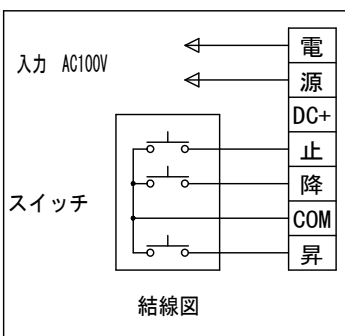 入力 AC100V
電
源
DC+
止
降
COM
昇
スイッチ
結線図